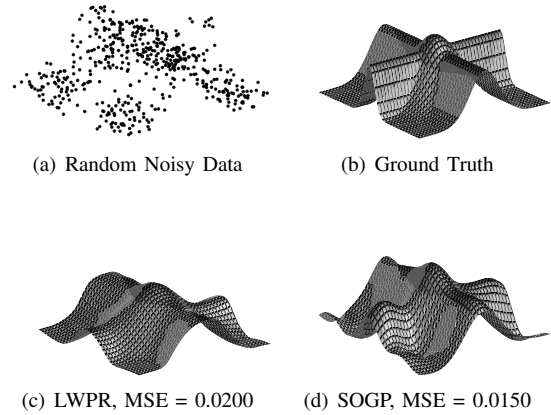 (a) Random Noisy Data
(b) Ground Truth
(c) LWPR, MSE = 0.0200
(d) SOGP, MSE = 0.0150